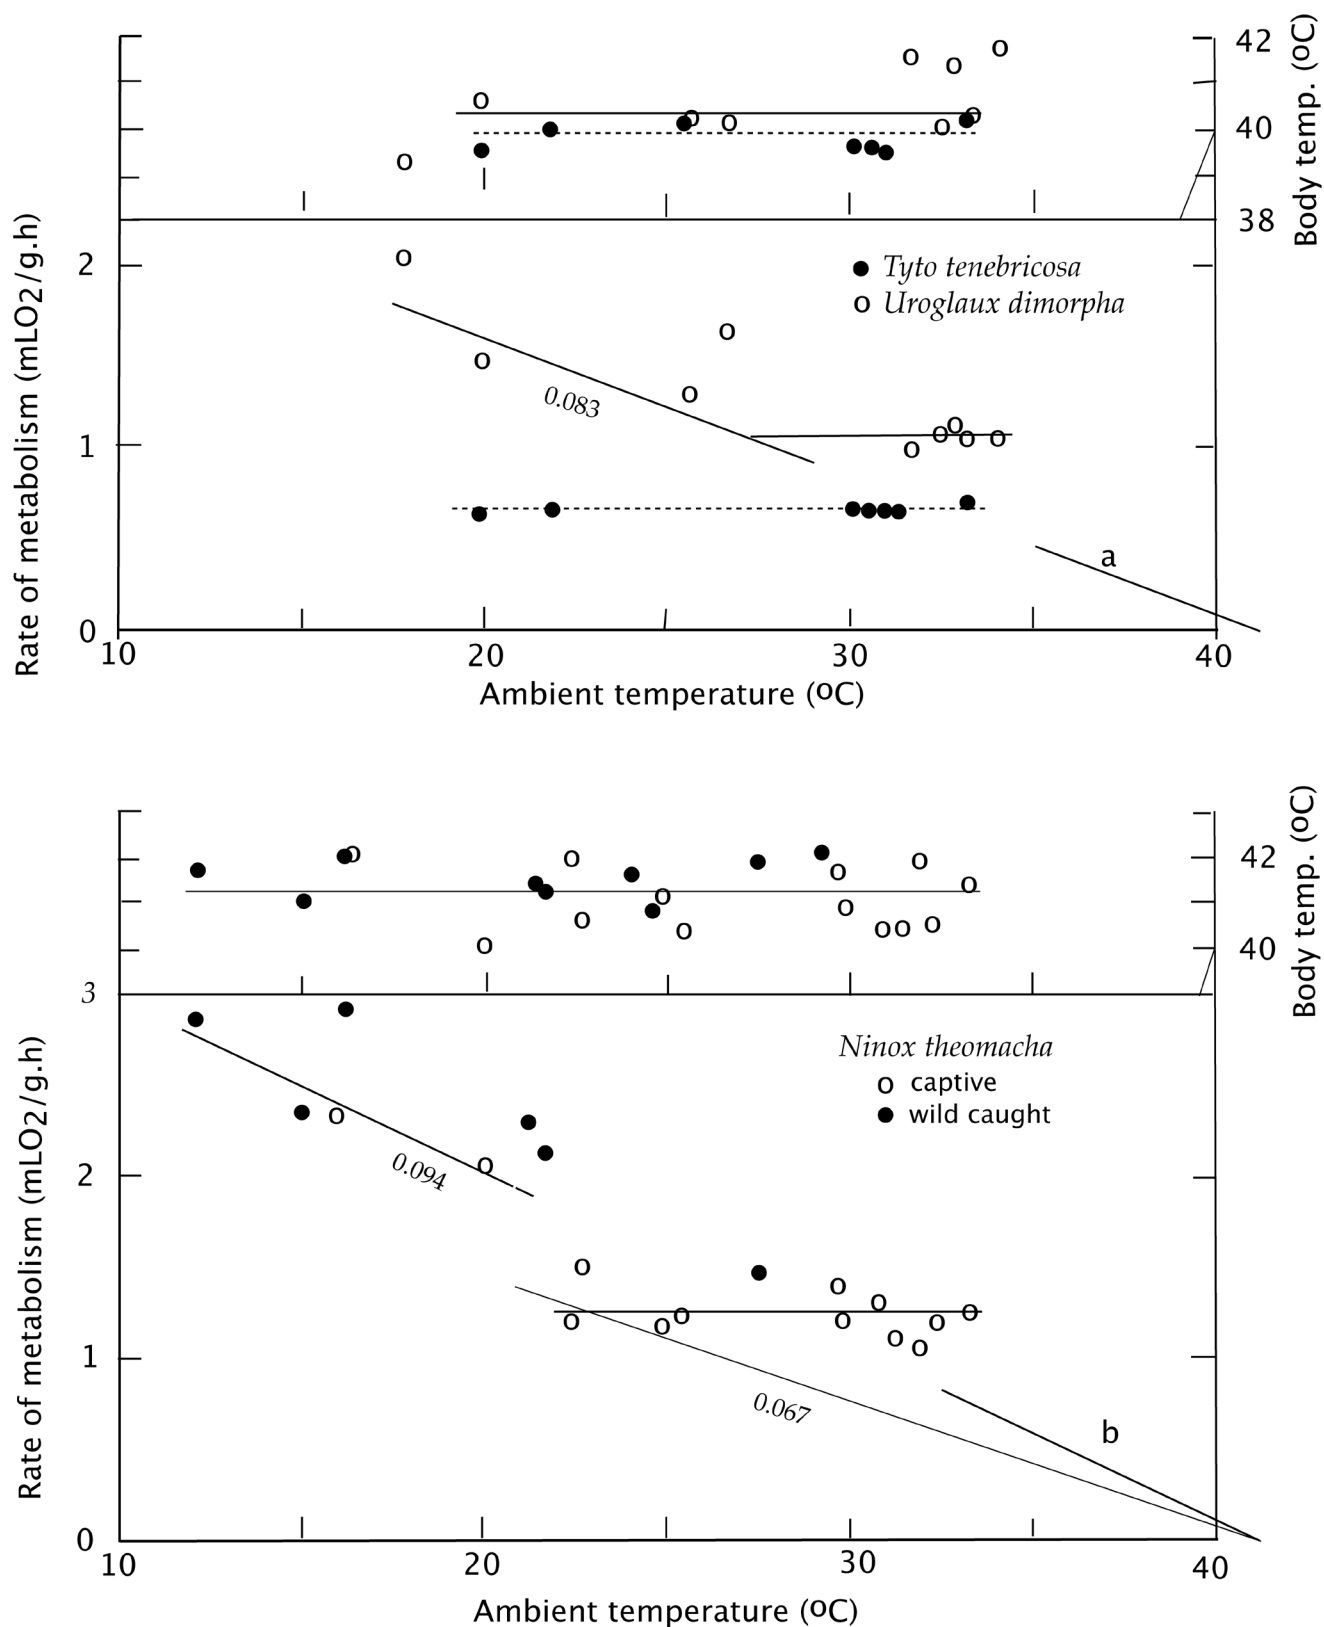 42
40
38
Body temp. (oC)
Rate of metabolism (mLO2/g.h)
2
1
0
Tyto tenebricosa
Uroglaux dimorpha
0.083
a
10
20
30
40
Ambient temperature (oC)
42
40
Body temp. (oC)
3
Rate of metabolism (mLO2/g.h)
2
1
0
Ninox theomacha
captive
wild caught
0.094
0.067
b
10
20
30
40
Ambient temperature (oC)